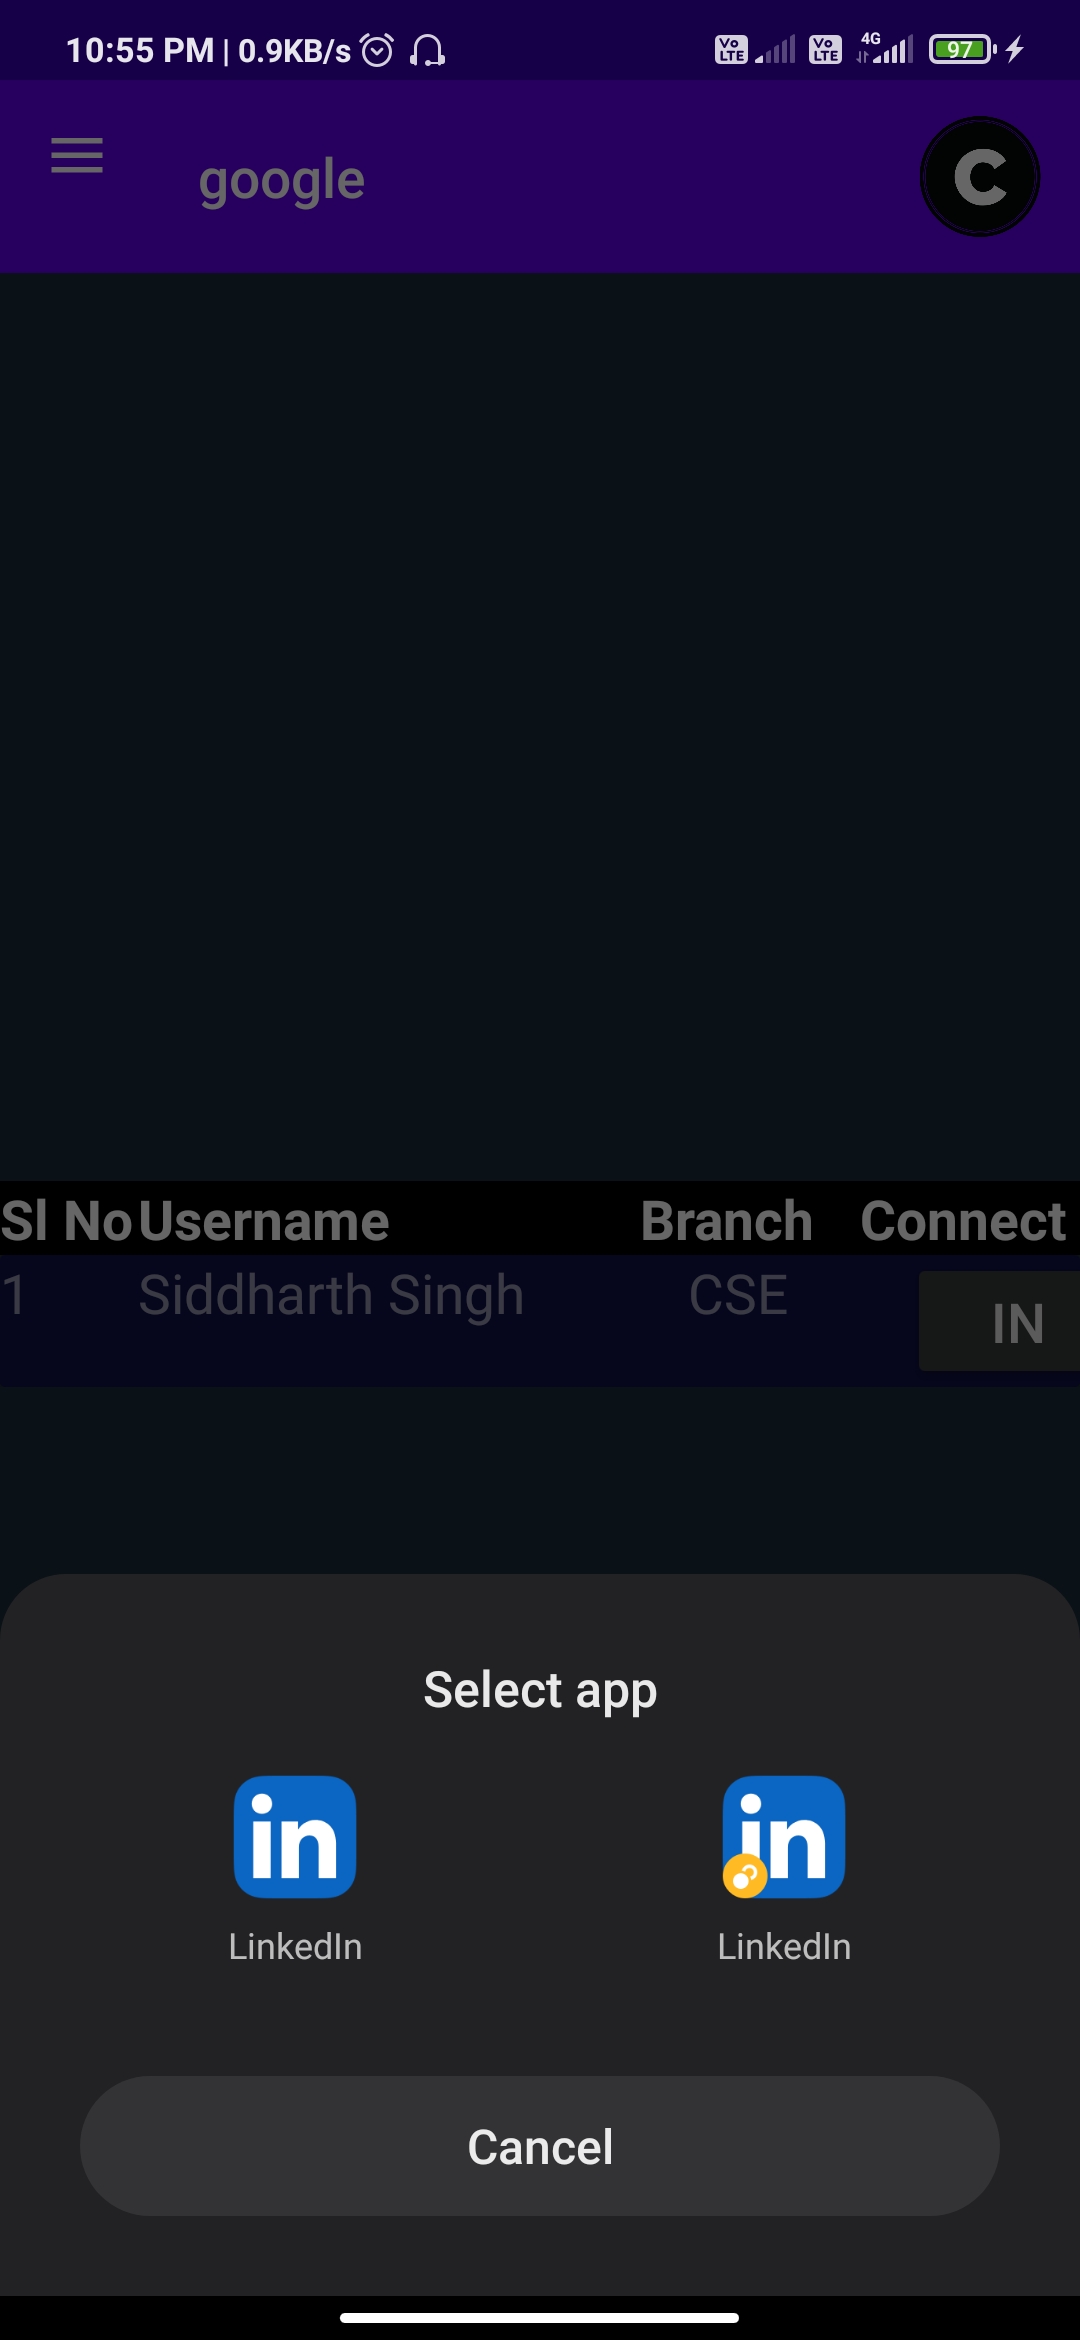 10:55 PM | 0.9KB/s Vo LTE Vo LTE 4G 97
google C
Sl No Username Branch Connect
1 Siddharth Singh CSE IN
Select app
in in
LinkedIn LinkedIn
Cancel